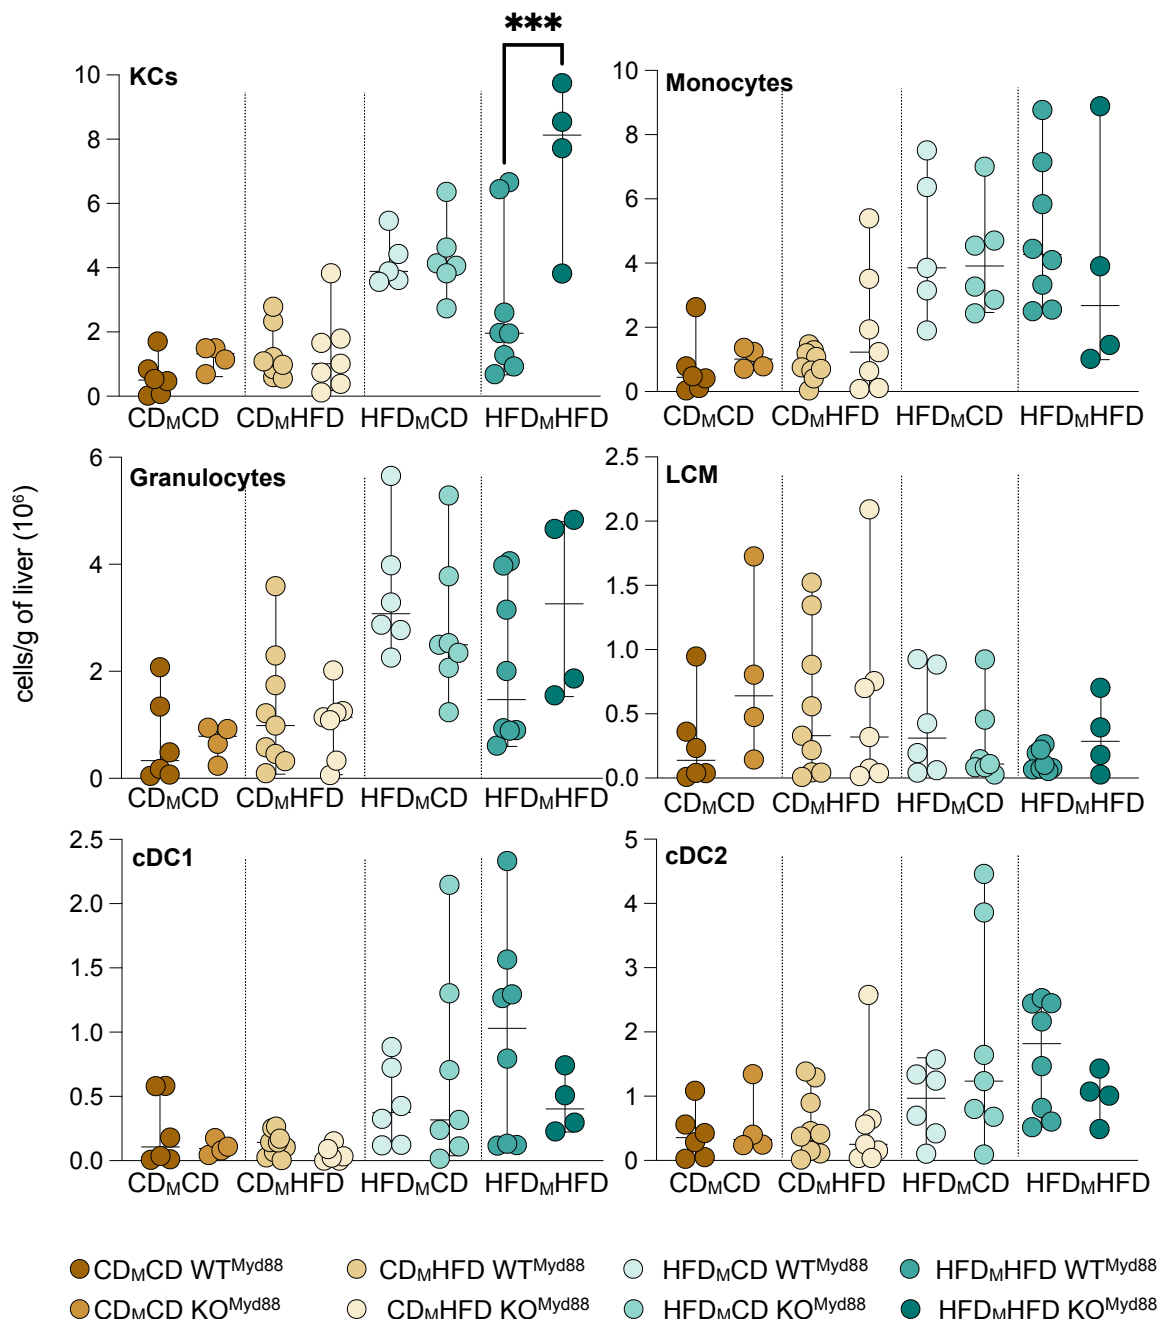 ***
KCs
10
8
6
4
2
0
CDMCD CDMHFD HFDMCD HFDMHFD
Monocytes
10
8
6
4
2
0
CDMCD CDMHFD HFDMCD HFDMHFD
cells/g of liver (10⁶)
Granulocytes
6
4
2
0
CDMCD CDMHFD HFDMCD HFDMHFD
LCM
2.5
2.0
1.5
1.0
0.5
0.0
CDMCD CDMHFD HFDMCD HFDMHFD
cDC1
2.5
2.0
1.5
1.0
0.5
0.0
CDMCD CDMHFD HFDMCD HFDMHFD
cDC2
5
4
3
2
1
0
CDMCD CDMHFD HFDMCD HFDMHFD
CDMCD WTMyd88 CDMHFD WTMyd88 HFDMCD WTMyd88 HFDMHFD WTMyd88
CDMCD KOMyd88 CDMHFD KOMyd88 HFDMCD KOMyd88 HFDMHFD KOMyd88